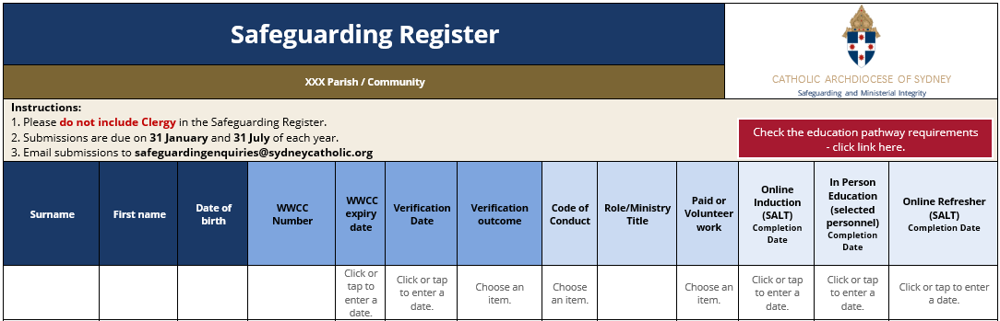 Safeguarding Register
XXX Parish / Community
CATHOLIC ARCHDIOCESE OF SYDNEY
Safeguarding and Ministerial Integrity
Instructions:
1. Please do not include Clergy in the Safeguarding Register.
2. Submissions are due on 31 January and 31 July of each year.
3. Email submissions to safeguardingenquiries@sydneycatholic.org
Check the education pathway requirements
- click link here.
Surname
First name
Date of
birth
WWCC
Number
WWCC
expiry
date
Verification
Date
Verification
outcome
Code of
Conduct
Role/Ministry
Title
Paid or
Volunteer
work
Online
Induction
(SALT)
Completion
Date
In Person
Education
(selected
personnel)
Completion
Date
Online Refresher
(SALT)
Completion Date
Click or
tap to
enter a
date.
Click or tap
to enter a
date.
Choose an
item.
Choose
an item.
Choose an
item.
Click or tap
to enter a
date.
Click or tap
to enter a
date.
Click or tap to enter
a date.